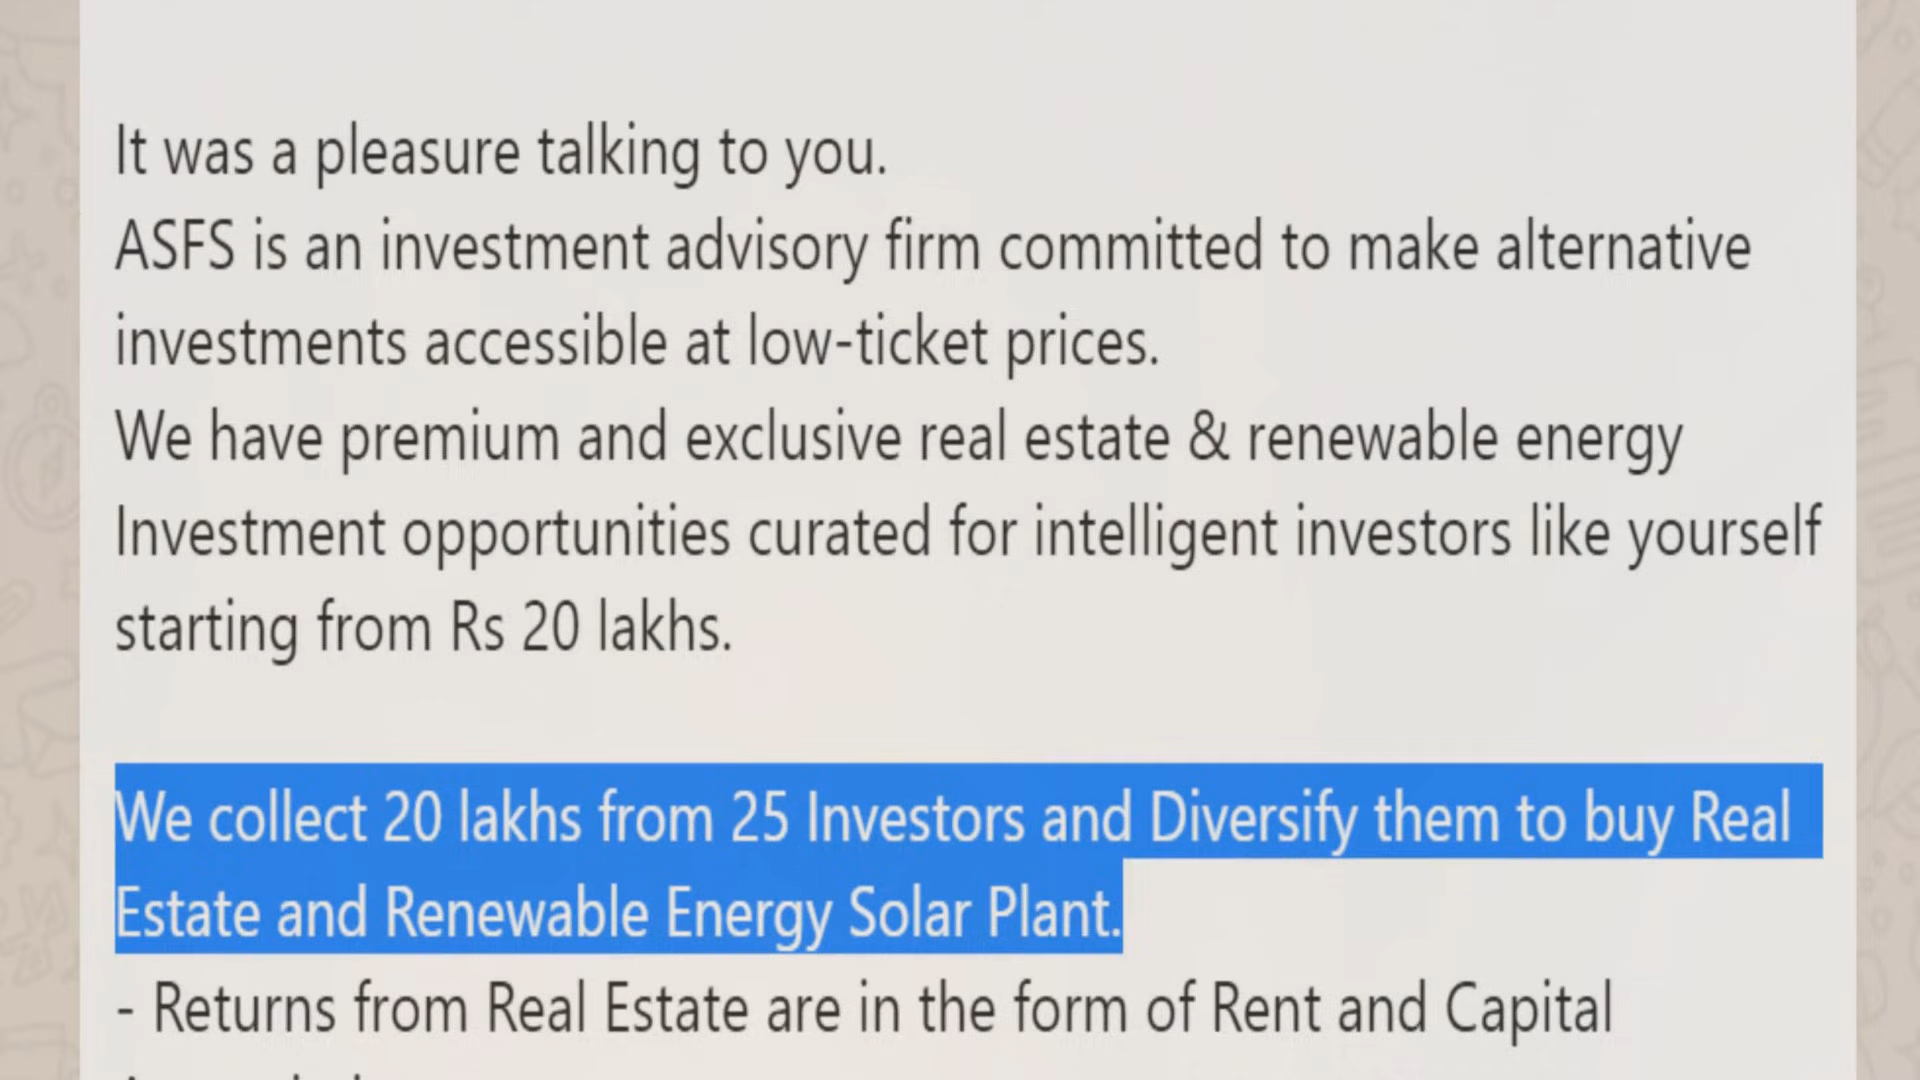 It was a pleasure talking to you.
ASFS is an investment advisory firm committed to make alternative
investments accessible at low-ticket prices.
We have premium and exclusive real estate & renewable energy
Investment opportunities curated for intelligent investors like yourself
starting from Rs 20 lakhs.
We collect 20 lakhs from 25 Investors and Diversify them to buy Real
Estate and Renewable Energy Solar Plant.
- Returns from Real Estate are in the form of Rent and Capital